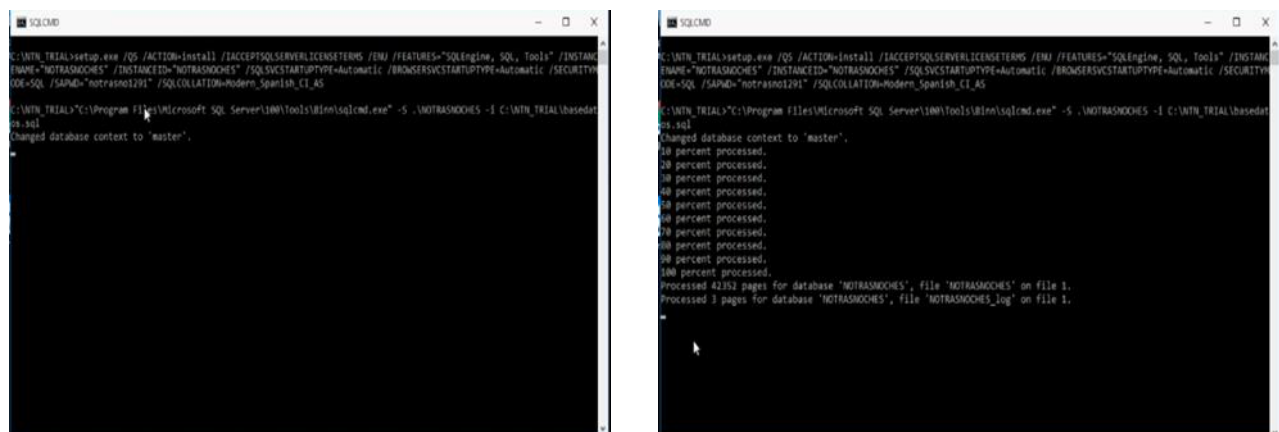 SQLCMD
C:\NTN_TRIAL>setup.exe /QS /ACTION=install /IACCEPTSQLSERVERLICENSETERMS /ENU /FEATURES="SQLEngine, SQL, Tools" /INSTANC
ENAME="NOTRASNOCHES" /INSTANCEID="NOTRASNOCHES" /SQLSVCSTARTUPTYPE=Automatic /BROWSERSVCSTARTUPTYPE=Automatic /SECURITYM
ODE=SQL /SAPWD="notrasno1291" /SQLCOLLATION=Modern_Spanish_CI_AS
C:\NTN_TRIAL>"C:\Program Files\Microsoft SQL Server\100\Tools\Binn\sqlcmd.exe" -S .\NOTRASNOCHES -i C:\NTN_TRIAL\basedat
os.sql
Changed database context to 'master'.
SQLCMD
C:\NTN_TRIAL>setup.exe /QS /ACTION=install /IACCEPTSQLSERVERLICENSETERMS /ENU /FEATURES="SQLEngine, SQL, Tools" /INSTANC
ENAME="NOTRASNOCHES" /INSTANCEID="NOTRASNOCHES" /SQLSVCSTARTUPTYPE=Automatic /BROWSERSVCSTARTUPTYPE=Automatic /SECURITYM
ODE=SQL /SAPWD="notrasno1291" /SQLCOLLATION=Modern_Spanish_CI_AS
C:\NTN_TRIAL>"C:\Program Files\Microsoft SQL Server\100\Tools\Binn\sqlcmd.exe" -S .\NOTRASNOCHES -i C:\NTN_TRIAL\basedat
os.sql
Changed database context to 'master'.
10 percent processed.
20 percent processed.
30 percent processed.
40 percent processed.
50 percent processed.
60 percent processed.
70 percent processed.
80 percent processed.
90 percent processed.
100 percent processed.
Processed 42352 pages for database 'NOTRASNOCHES', file 'NOTRASNOCHES' on file 1.
Processed 3 pages for database 'NOTRASNOCHES', file 'NOTRASNOCHES_log' on file 1.